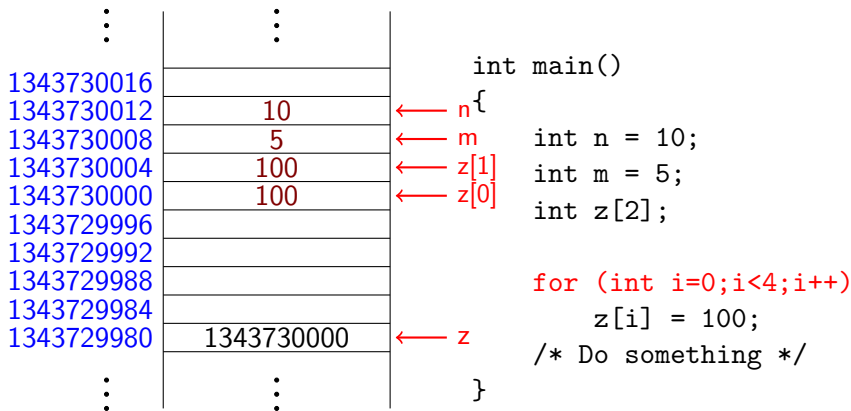 1343730016
1343730012 10 n
1343730008 5 m
1343730004 100 z[1]
1343730000 100 z[0]
1343729996
1343729992
1343729988
1343729984
1343729980 1343730000 z
int main()
{
int n = 10;
int m = 5;
int z[2];
for (int i=0;i<4;i++)
z[i] = 100;
/* Do something */
}